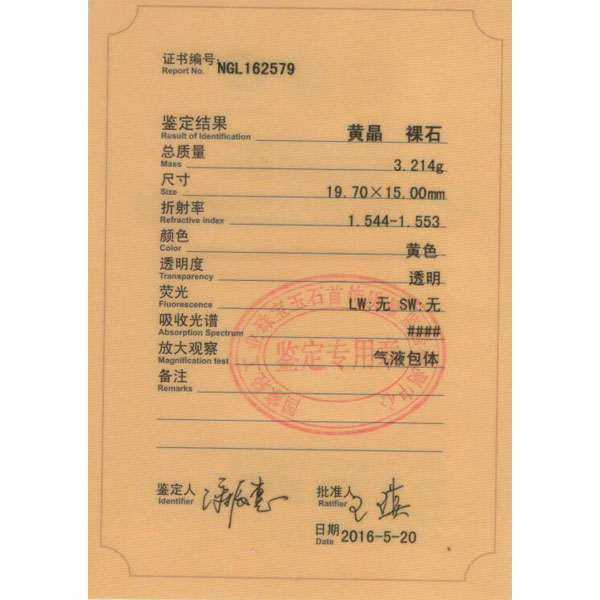 证书编号: NGL162579
Report No.
鉴定结果 黄晶 裸石
Result of Identification
总质量 3.214g
Mass
尺寸 19.70×15.00mm
Size
折射率 1.544-1.553
Refractive index
颜色 黄色
Color
透明度 透明
Transparency
荧光 LW:无 SW:无
Fluorescence
吸收光谱 ####
Absorption Spectrum
放大观察 气液包体
Magnification test
备注
Remarks
鉴定专用章
鉴定人
Identifier
批准人
Ratifier
日期 2016-5-20
Date